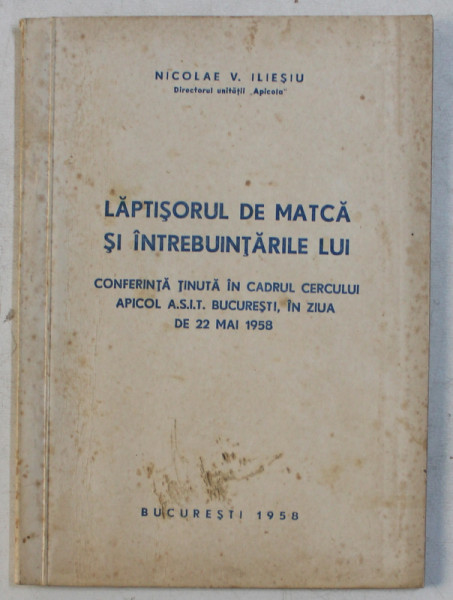 NICOLAE V. ILIEȘIU
Directorul unității „Apicola"
LĂPTIȘORUL DE MATCĂ
ȘI ÎNTREBUINȚĂRILE LUI
CONFERINȚĂ ȚINUTĂ ÎN CADRUL CERCULUI
APICOL A.S.I.T. BUCUREȘTI, ÎN ZIUA
DE 22 MAI 1958
BUCUREȘTI 1958